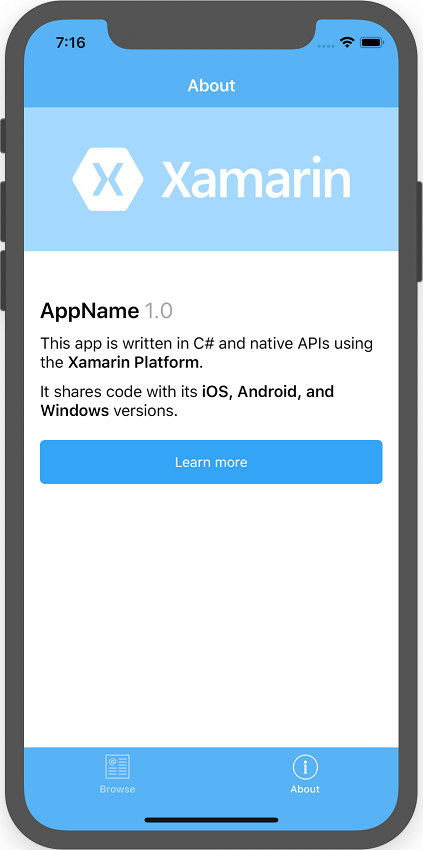 7:16
About
Xamarin
AppName 1.0
This app is written in C# and native APIs using
the Xamarin Platform.
It shares code with its iOS, Android, and
Windows versions.
Learn more
Browse
About